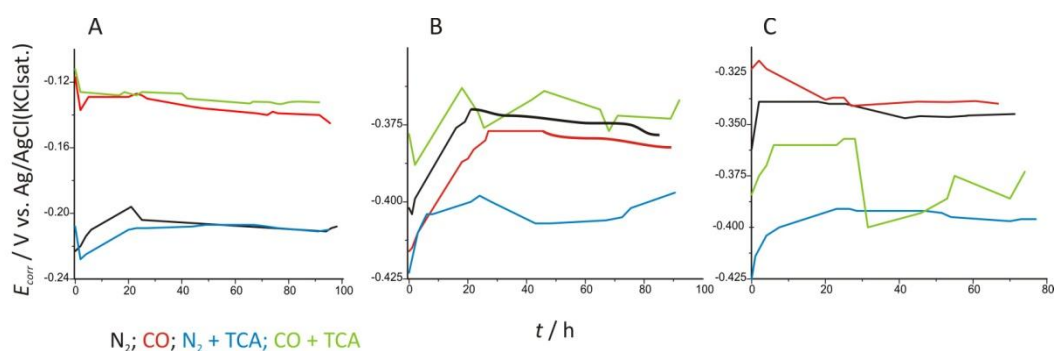 A
B
C
E corr / V vs. Ag/AgCl(KClsat.)
-0.12
-0.16
-0.20
-0.24
0 20 40 60 80 100
-0.375
-0.400
-0.425
0 20 40 60 80 100
-0.325
-0.350
-0.375
-0.400
-0.425
0 20 40 60 80
t / h
N2; CO; N2 + TCA; CO + TCA